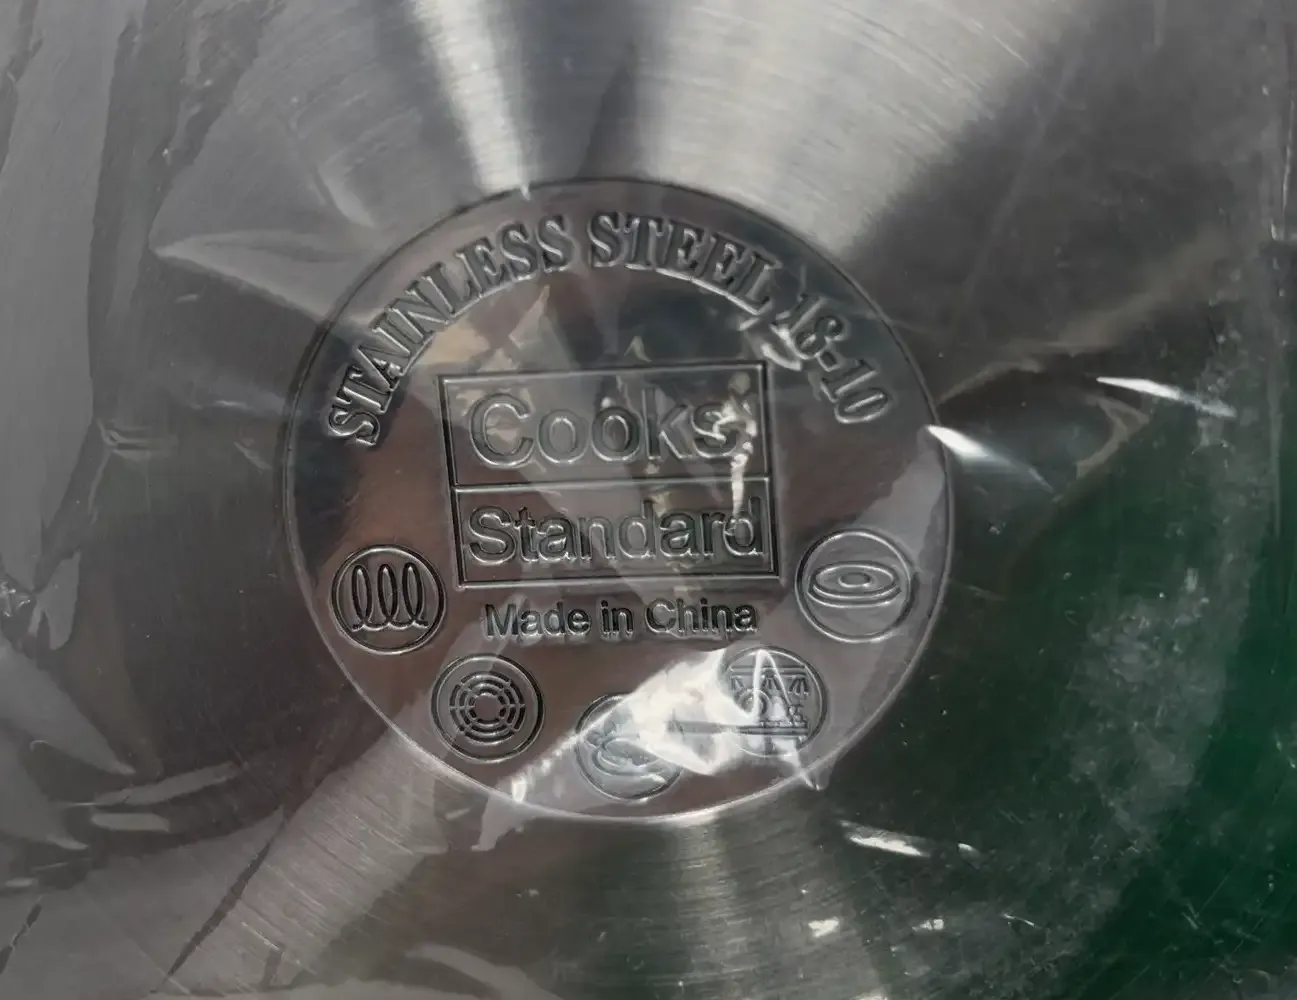 STAINLESS STEEL 18-10
Cooks
Standard
Made in China